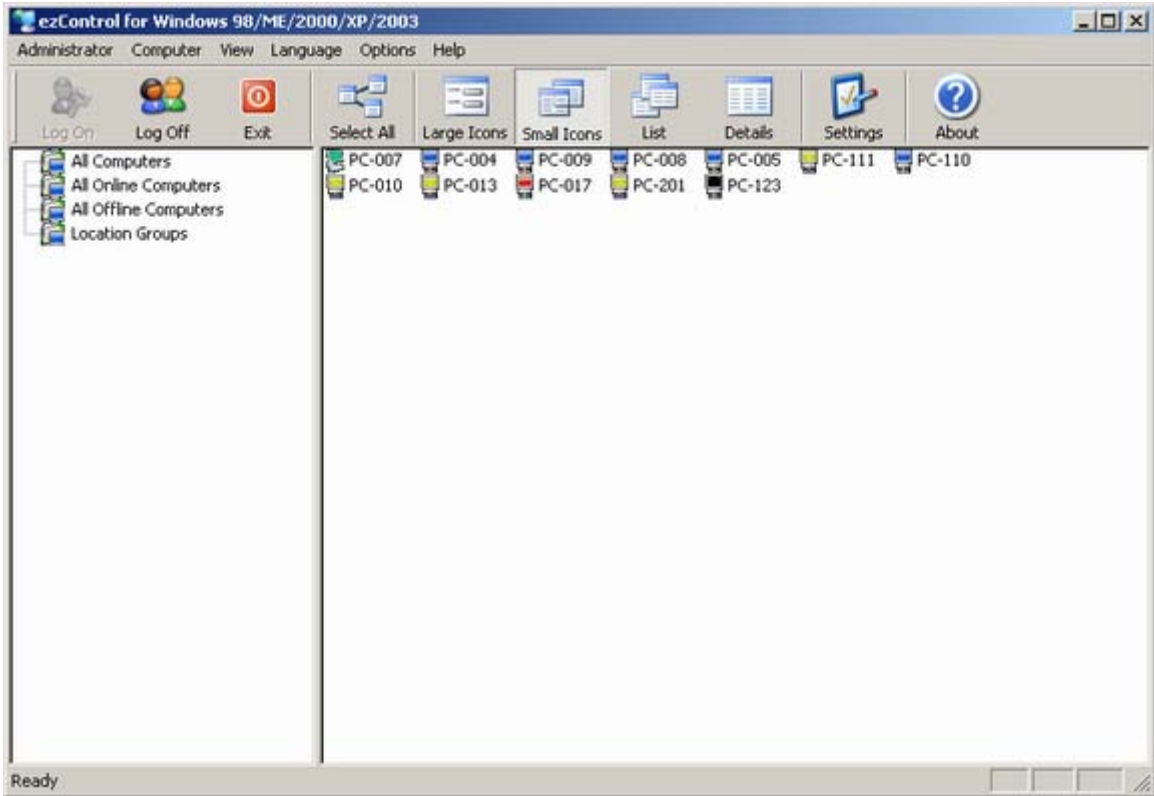 ezControl for Windows 98/ME/2000/XP/2003
Administrator Computer View Language Options Help
Log On Log Off Exit Select All Large Icons Small Icons List Details Settings About
All Computers
All Online Computers
All Offline Computers
Location Groups
PC-007 PC-004 PC-009 PC-008 PC-005 PC-111 PC-110
PC-010 PC-013 PC-017 PC-201 PC-123
Ready